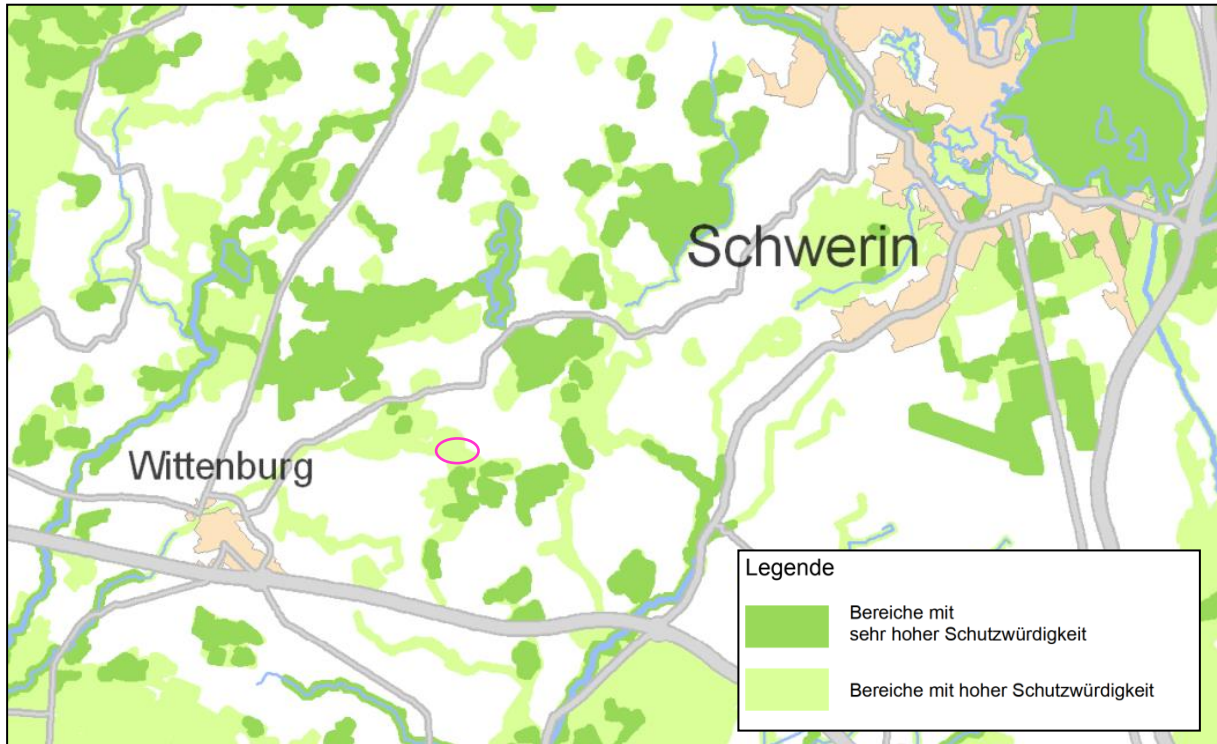 Schwerin
Wittenburg
Legende
Bereiche mit
sehr hoher Schutzwürdigkeit
Bereiche mit hoher Schutzwürdigkeit